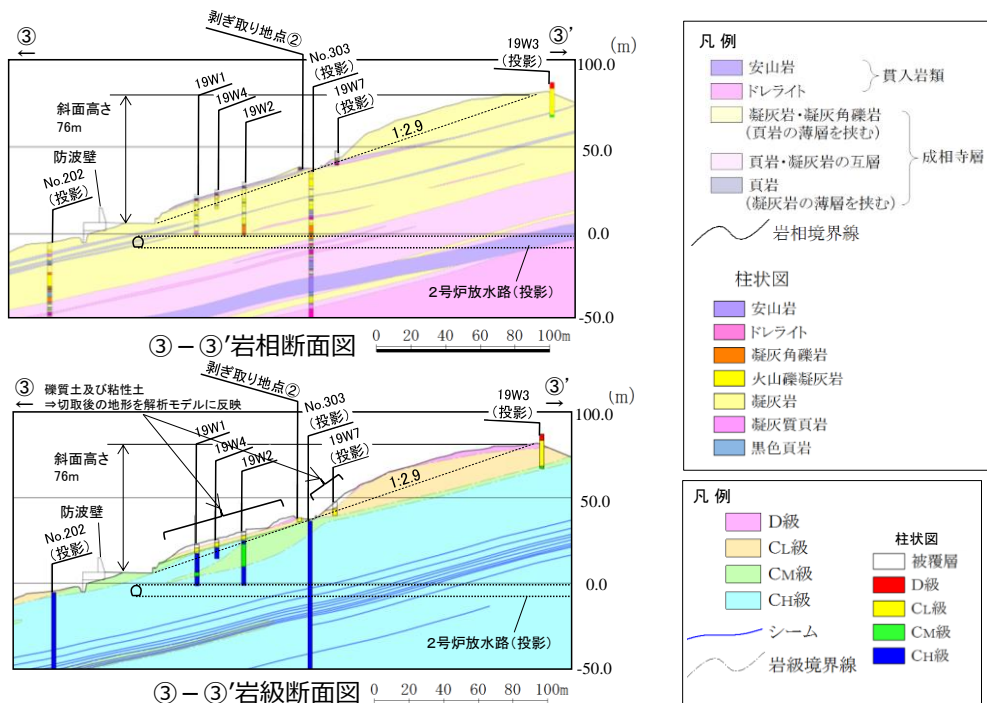 ③
←
剥ぎ取り地点②
No.303
(投影)
19W3
(投影)
③’
→
(m)
19W1
19W4
19W2
19W7
(投影)
100.0
斜面高さ
76m
1:2.9
防波壁
No.202
(投影)
50.0
0.0
2号炉放水路(投影)
-50.0
③-③’岩相断面図
0 20 40 60 80 100m
凡 例
安山岩
ドレライト
貫入岩類
凝灰岩・凝灰角礫岩
(頁岩の薄層を挟む)
頁岩・凝灰岩の互層
頁岩
(凝灰岩の薄層を挟む)
成相寺層
岩相境界線
柱状図
安山岩
ドレライト
凝灰角礫岩
火山礫凝灰岩
凝灰岩
凝灰質頁岩
黒色頁岩
③
←
礫質土及び粘性土
⇒切取後の地形を解析モデルに反映
剥ぎ取り地点②
No.303
(投影)
19W3
(投影)
③’
→
(m)
19W1
19W4
19W2
19W7
(投影)
100.0
斜面高さ
76m
1:2.9
防波壁
No.202
(投影)
50.0
0.0
2号炉放水路(投影)
-50.0
③-③’岩級断面図
0 20 40 60 80 100m
凡 例
D級
CL級
CM級
CH級
シーム
岩級境界線
柱状図
被覆層
D級
CL級
CM級
CH級